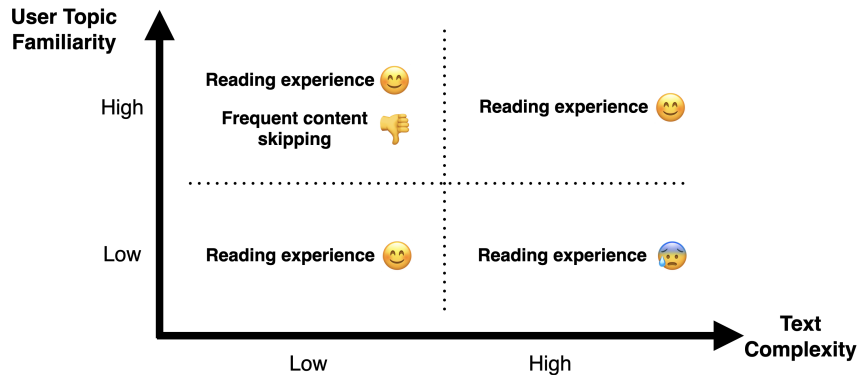 User Topic
Familiarity
High
Reading experience 😊
Frequent content
skipping 👎
Reading experience 😊
Low
Reading experience 😊
Reading experience 😰
Low
High
Text
Complexity